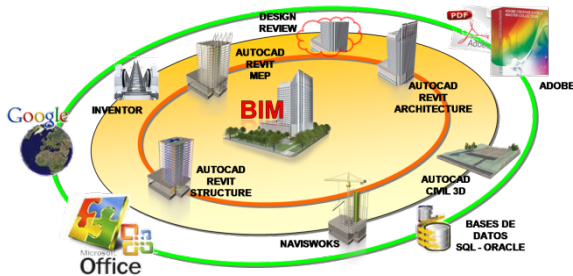 DESIGN
REVIEW
PDF
Adobe
AUTOCAD
REVIT
MEP
AUTOCAD
REVIT
ARCHITECTURE
ADOBE
INVENTOR
BIM
Google
AUTOCAD
REVIT
STRUCTURE
AUTOCAD
CIVIL 3D
NAVISWOKS
BASES DE
DATOS
SQL - ORACLE
Microsoft
Office